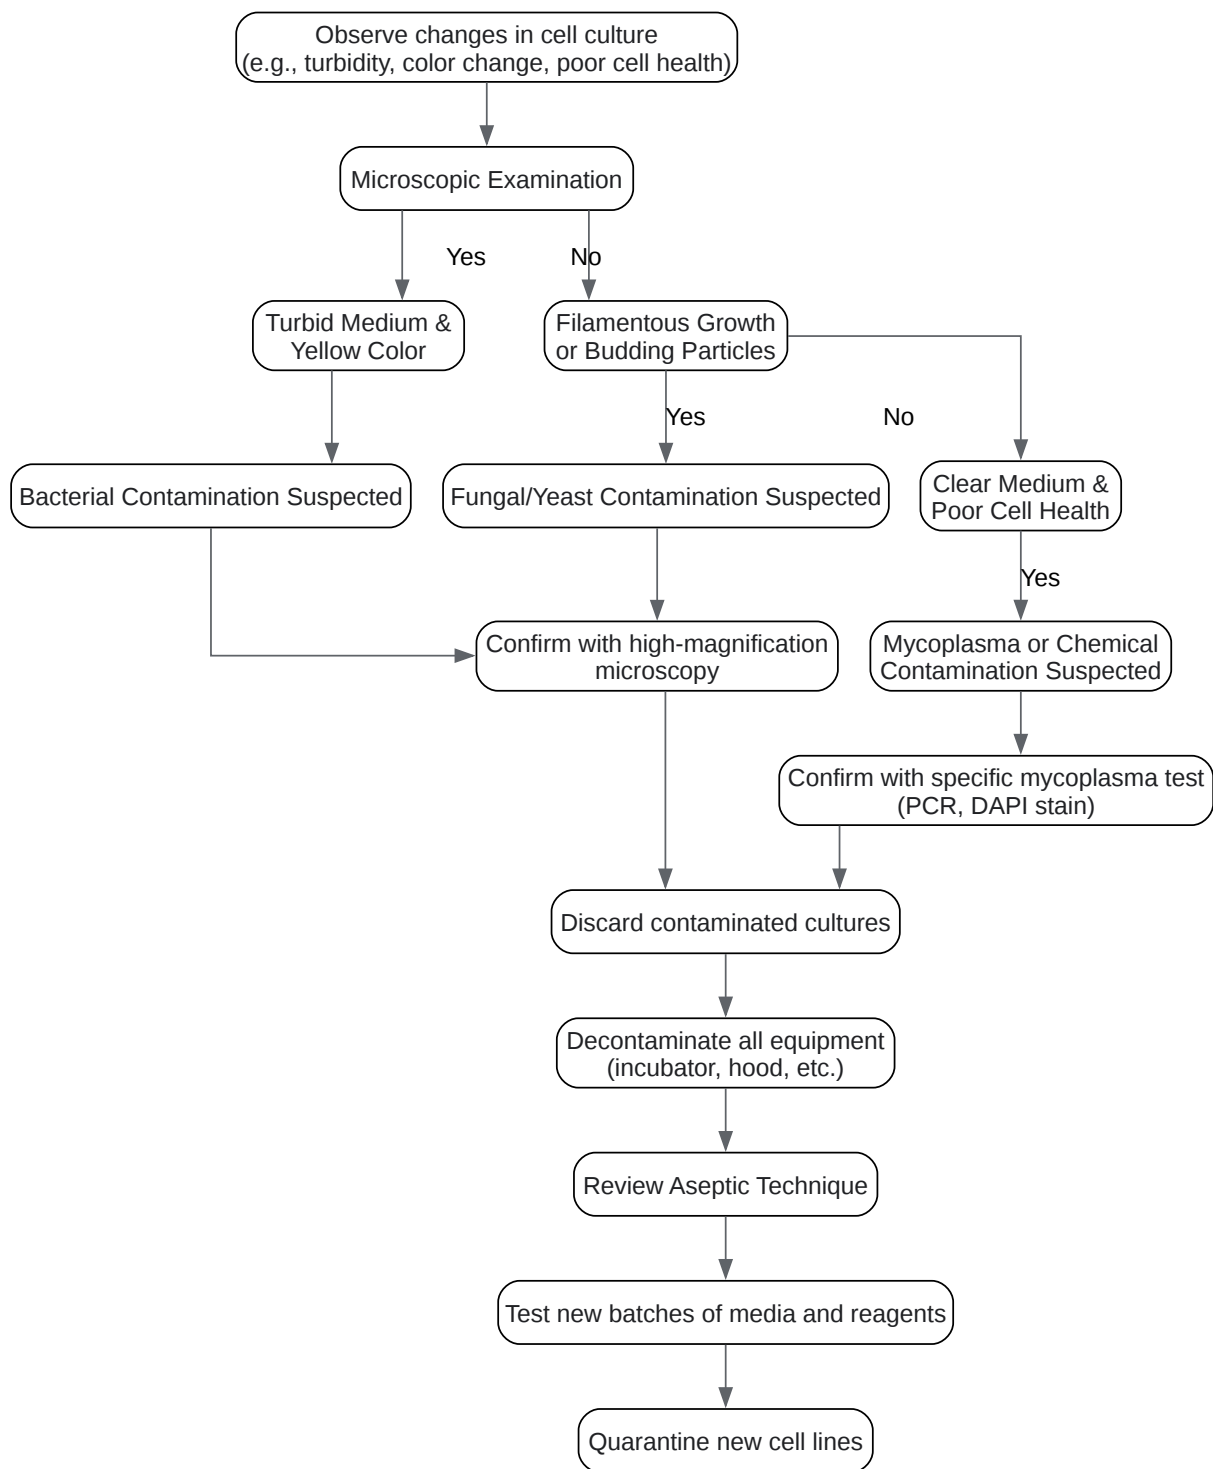 Observe changes in cell culture
(e.g., turbidity, color change, poor cell health)
Microscopic Examination
Yes
No
Turbid Medium &
Yellow Color
Filamentous Growth
or Budding Particles
Yes
No
Bacterial Contamination Suspected
Fungal/Yeast Contamination Suspected
Clear Medium &
Poor Cell Health
Yes
Confirm with high-magnification
microscopy
Mycoplasma or Chemical
Contamination Suspected
Confirm with specific mycoplasma test
(PCR, DAPI stain)
Discard contaminated cultures
Decontaminate all equipment
(incubator, hood, etc.)
Review Aseptic Technique
Test new batches of media and reagents
Quarantine new cell lines